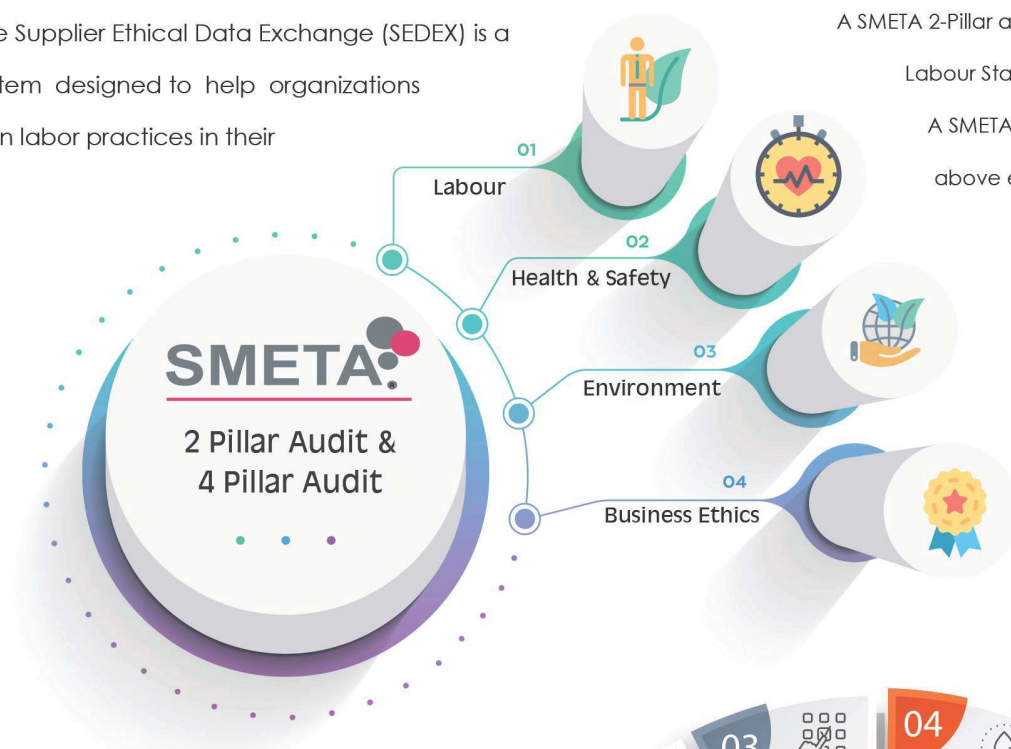 e Supplier Ethical Data Exchange (SEDEX) is a
tem designed to help organizations
n labor practices in their
A SMETA 2-Pillar a
Labour Sta
A SMETA
above e
01
Labour
02
Health & Safety
03
Environment
04
Business Ethics
SMETA
2 Pillar Audit &
4 Pillar Audit
03
04